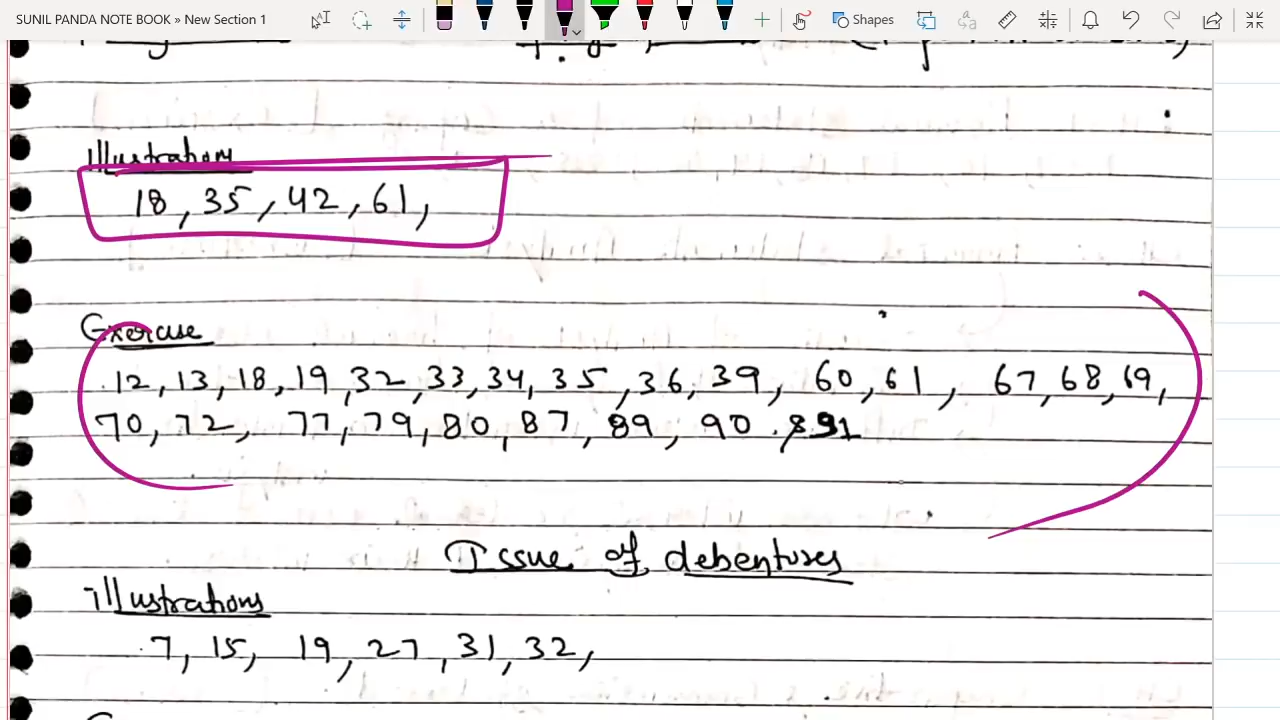 SUNIL PANDA NOTE BOOK » New Section 1
Shapes
Illustration
18, 35, 42, 61,
Exercise
12, 13, 18, 19, 32, 33, 34, 35, 36, 39, 60, 61, 67, 68, 69,
70, 72, 77, 79, 80, 87, 89, 90, 91
Issue of debentures
Illustrations
7, 15, 19, 27, 31, 32,